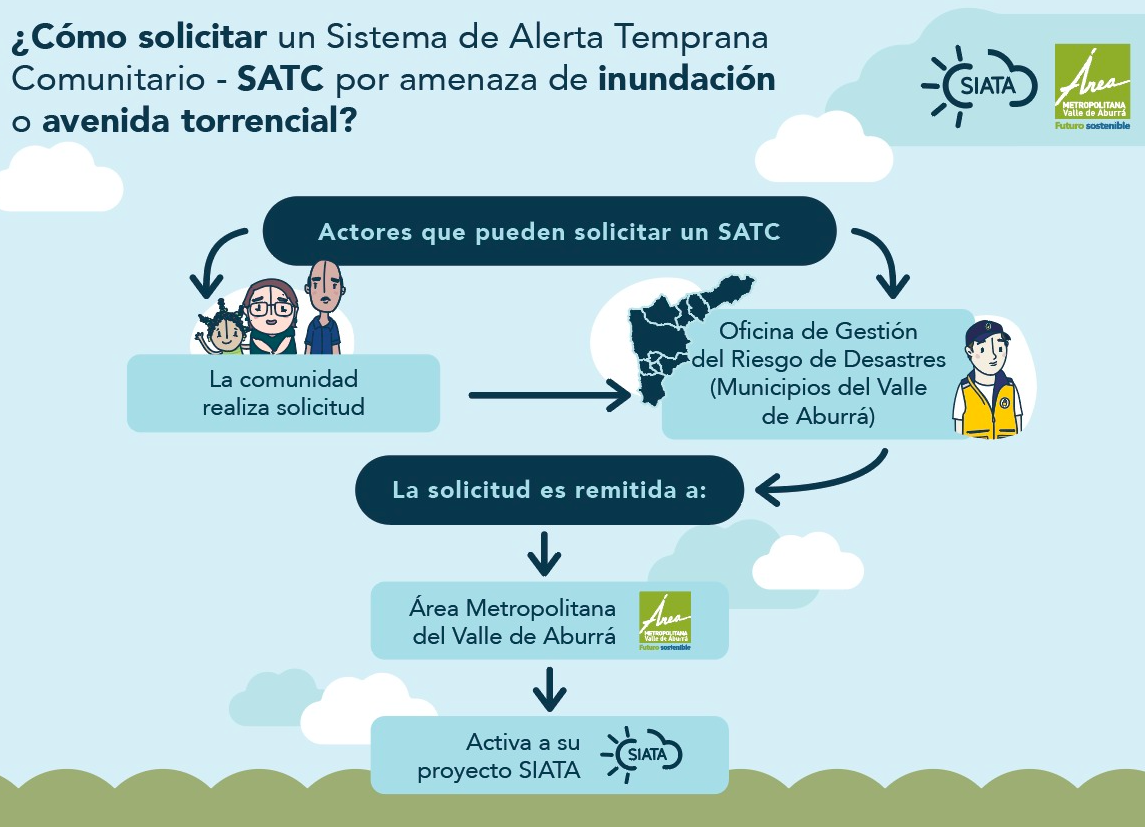 ¿Cómo solicitar un Sistema de Alerta Temprana
Comunitario - SATC por amenaza de inundación
o avenida torrencial?
SIATA
Área
METROPOLITANA
Valle de Aburrá
Futuro sostenible
Actores que pueden solicitar un SATC
La comunidad
realiza solicitud
Oficina de Gestión
del Riesgo de Desastres
(Municipios del Valle
de Aburrá)
La solicitud es remitida a:
Área Metropolitana
del Valle de Aburrá
Área
METROPOLITANA
Valle de Aburrá
Futuro sostenible
Activa a su
proyecto SIATA
SIATA